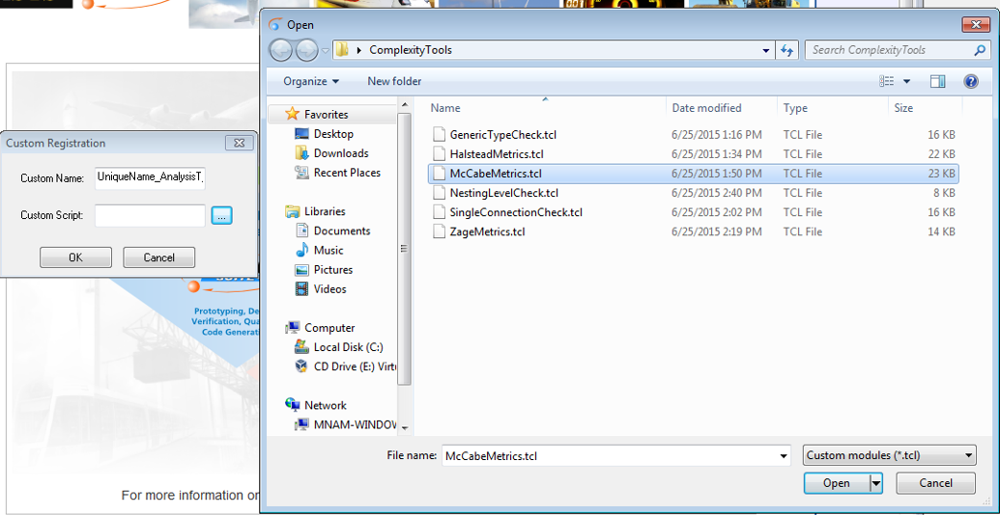 Open
ComplexityTools
Search ComplexityTools
Organize
New folder
Name Date modified Type Size
Favorites
Desktop
Downloads
Recent Places
Libraries
Documents
Music
Pictures
Videos
Computer
Local Disk (C:)
CD Drive (E:) Virtu
Network
MNAM-WINDOW
GenericTypeCheck.tcl 6/25/2015 1:16 PM TCL File 16 KB
HalsteadMetrics.tcl 6/25/2015 1:34 PM TCL File 22 KB
McCabeMetrics.tcl 6/25/2015 1:50 PM TCL File 23 KB
NestingLevelCheck.tcl 6/25/2015 2:40 PM TCL File 8 KB
SingleConnectionCheck.tcl 6/25/2015 2:02 PM TCL File 16 KB
ZageMetrics.tcl 6/25/2015 2:19 PM TCL File 14 KB
File name: McCabeMetrics.tcl Custom modules (*.tcl)
Open Cancel
Custom Registration
Custom Name: UniqueName_AnalysisT
Custom Script: ...
OK Cancel
Prototyping, De
Verification, Qua
Code Generati
For more information or